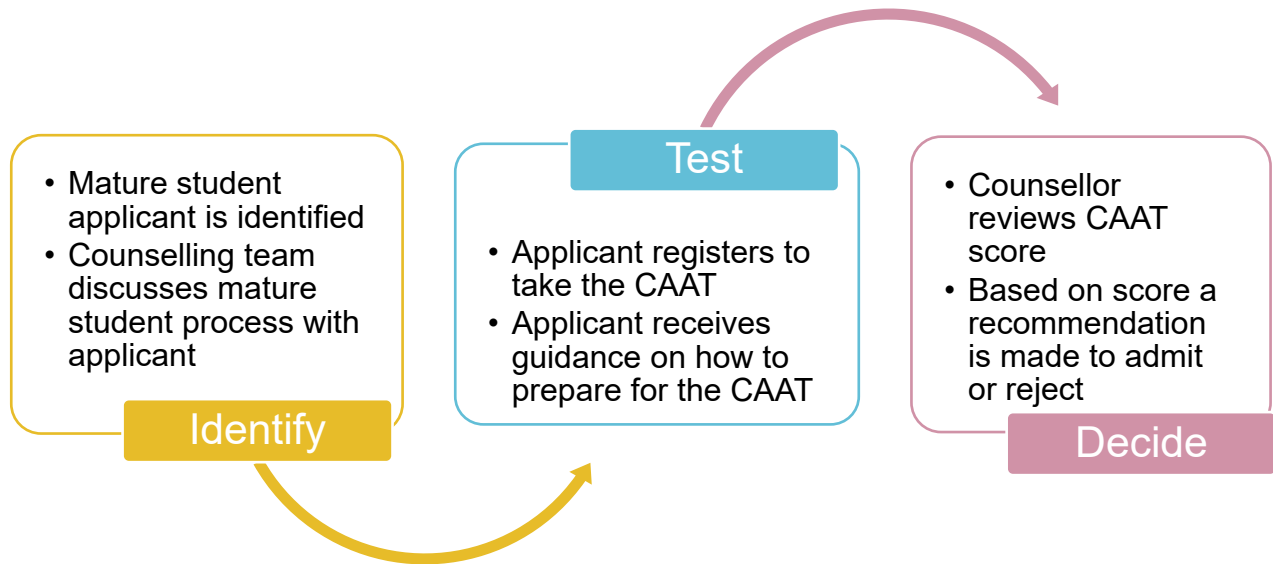 • Mature student
applicant is identified
• Counselling team
discusses mature
student process with
applicant
Identify
Test
• Applicant registers to
take the CAAT
• Applicant receives
guidance on how to
prepare for the CAAT
• Counsellor
reviews CAAT
score
• Based on score a
recommendation
is made to admit
or reject
Decide